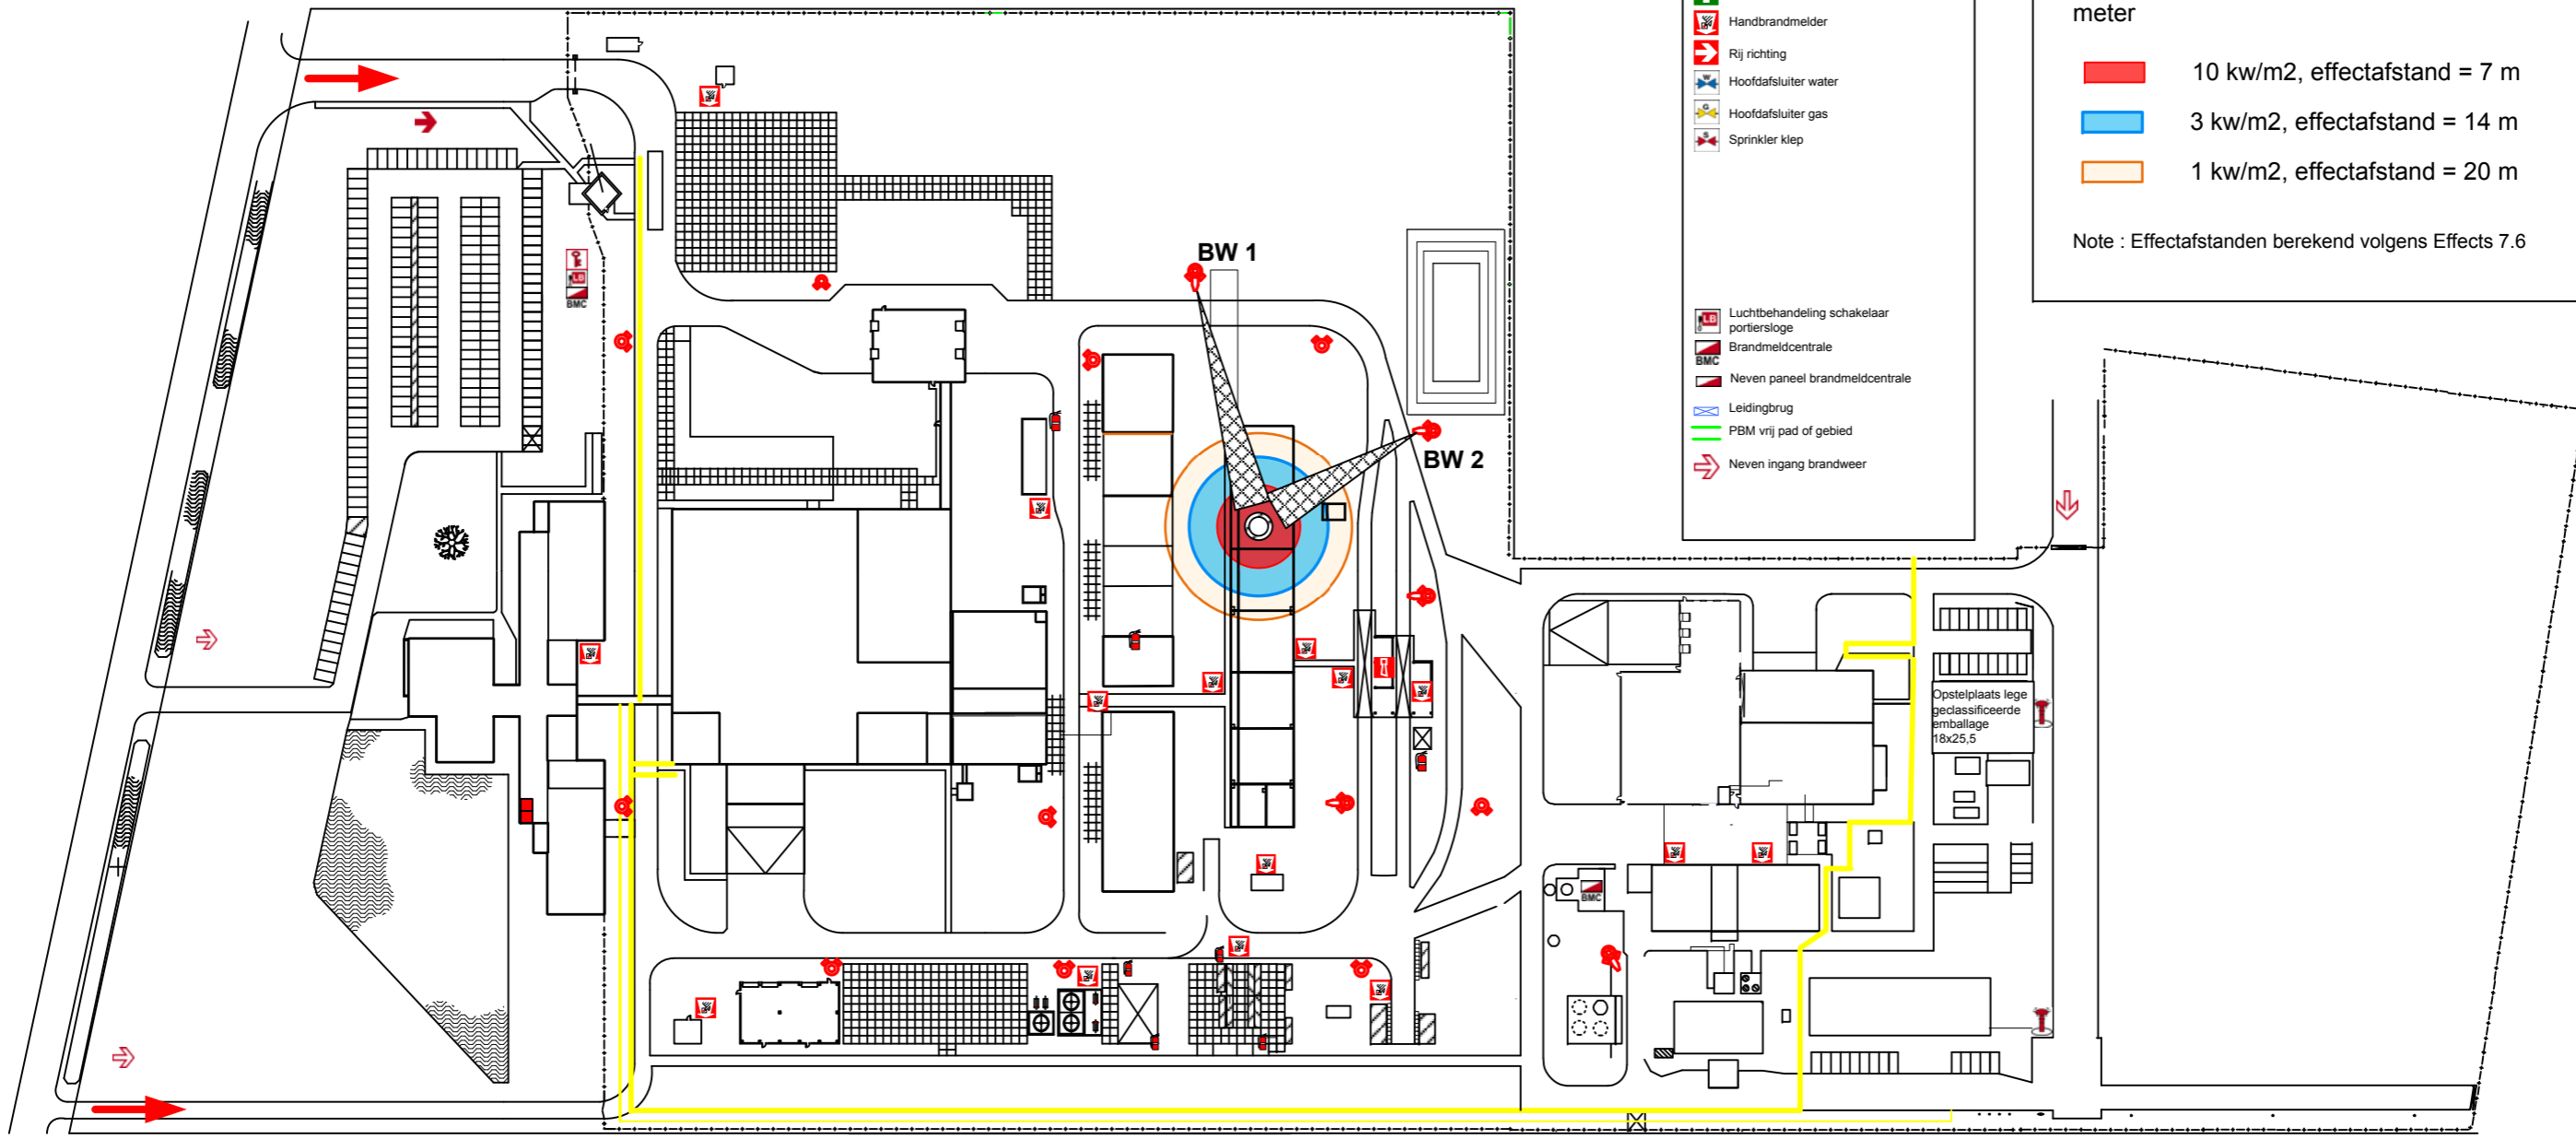 Handbrandmelder
Rij richting
Hoofdafsluiter water
Hoofdafsluiter gas
Sprinkler klep
Luchtbehandeling schakelaar
portiersloge
Brandmeldcentrale
BMC
Neven paneel brandmeldcentrale
Leidingbrug
PBM vrij pad of gebied
Neven ingang brandweer
meter
10 kw/m2, effectafstand = 7 m
3 kw/m2, effectafstand = 14 m
1 kw/m2, effectafstand = 20 m
Note : Effectafstanden berekend volgens Effects 7.6
BW 1
BW 2
LB
BMC
Opstelplaats lege
geclassificeerde
emballage
18x25,5
BMC
W
G
S
LB